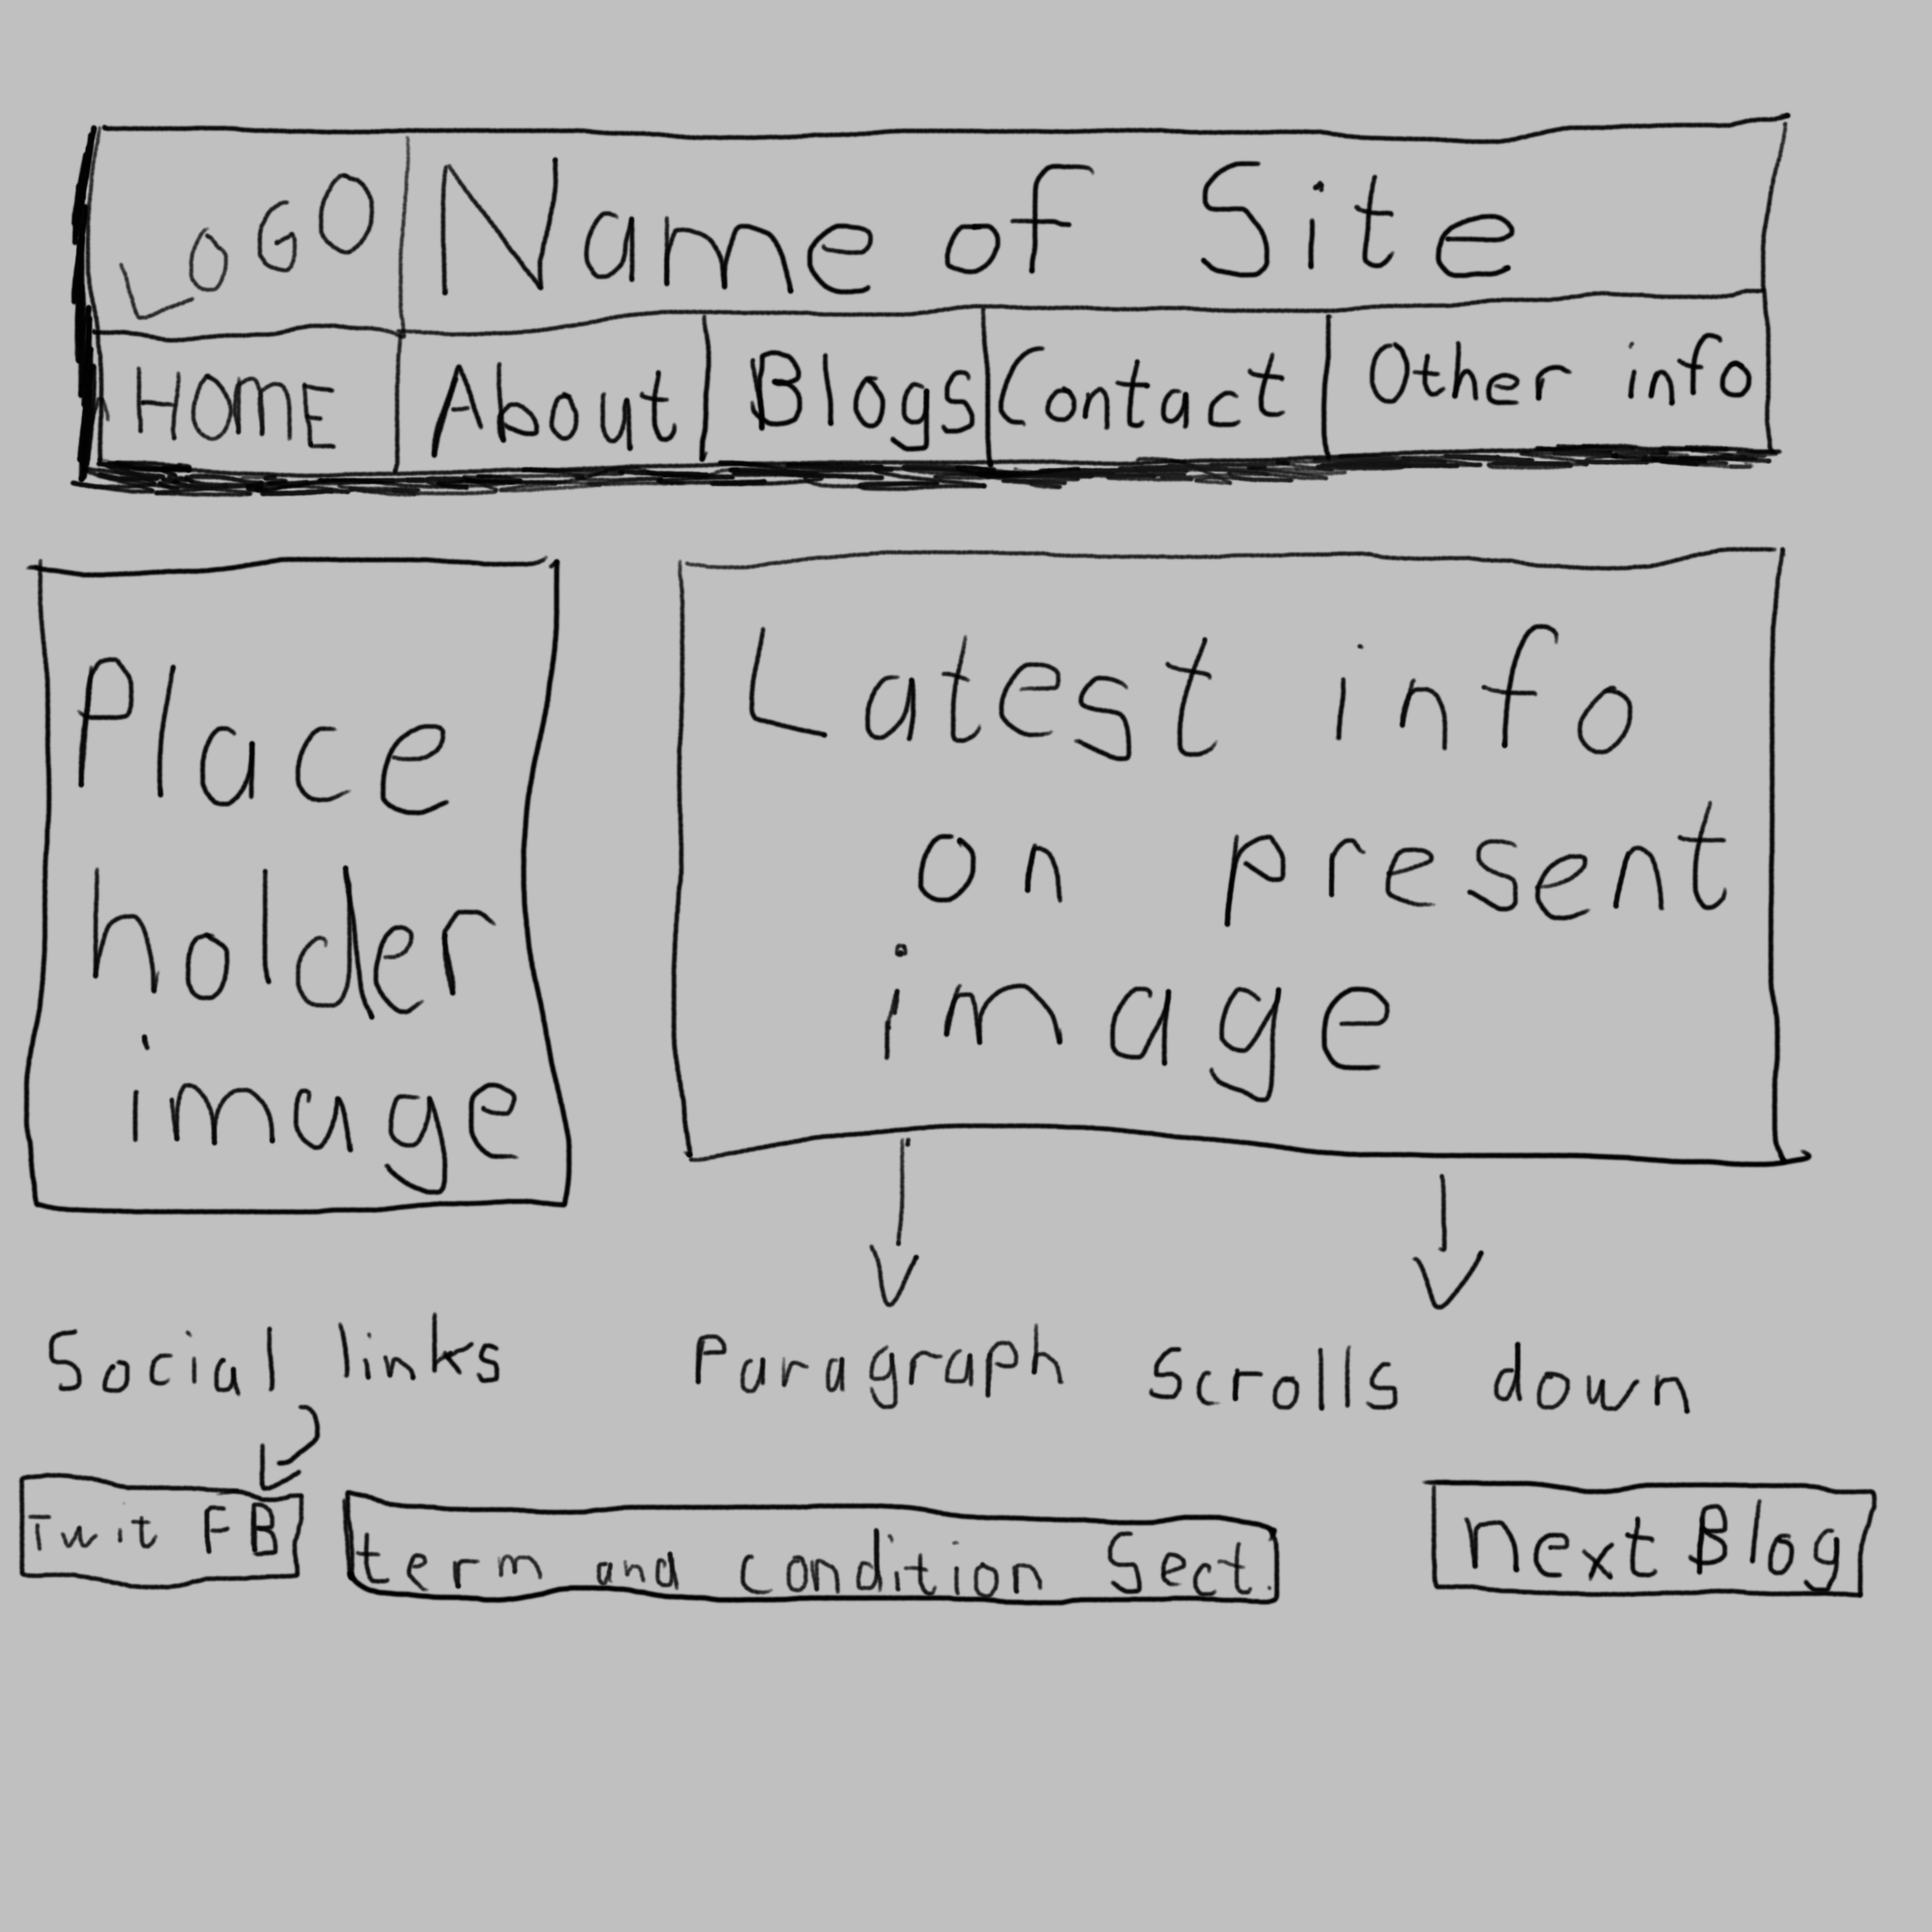 LOGO
Name of Site
HOME
About
Blogs
Contact
Other info
Place
holder
image
Latest info
on present
image
Social links
Paragraph Scrolls down
Twit FB
term and condition Sect.
next Blog